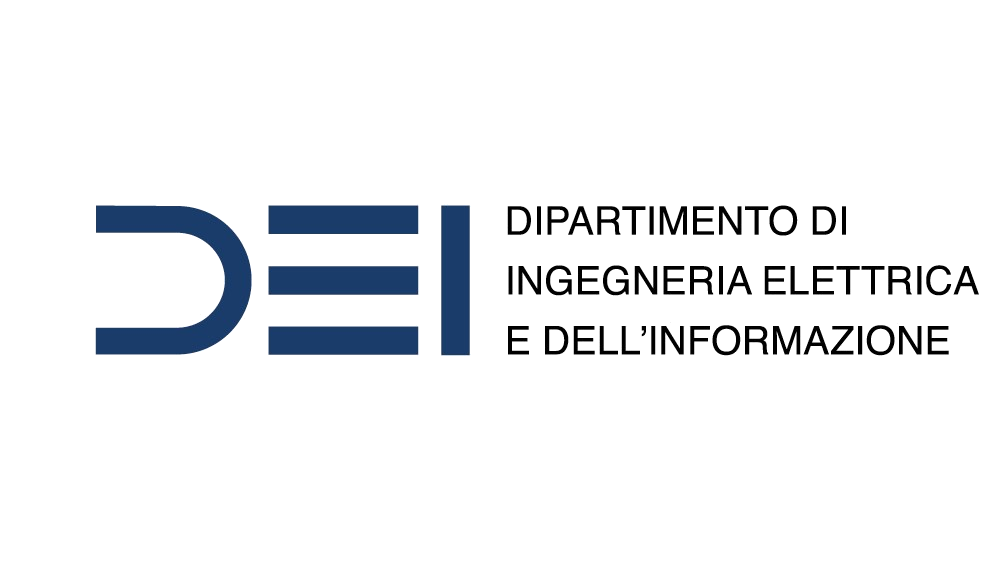 DEI
DIPARTIMENTO DI
INGEGNERIA ELETTRICA
E DELL’INFORMAZIONE